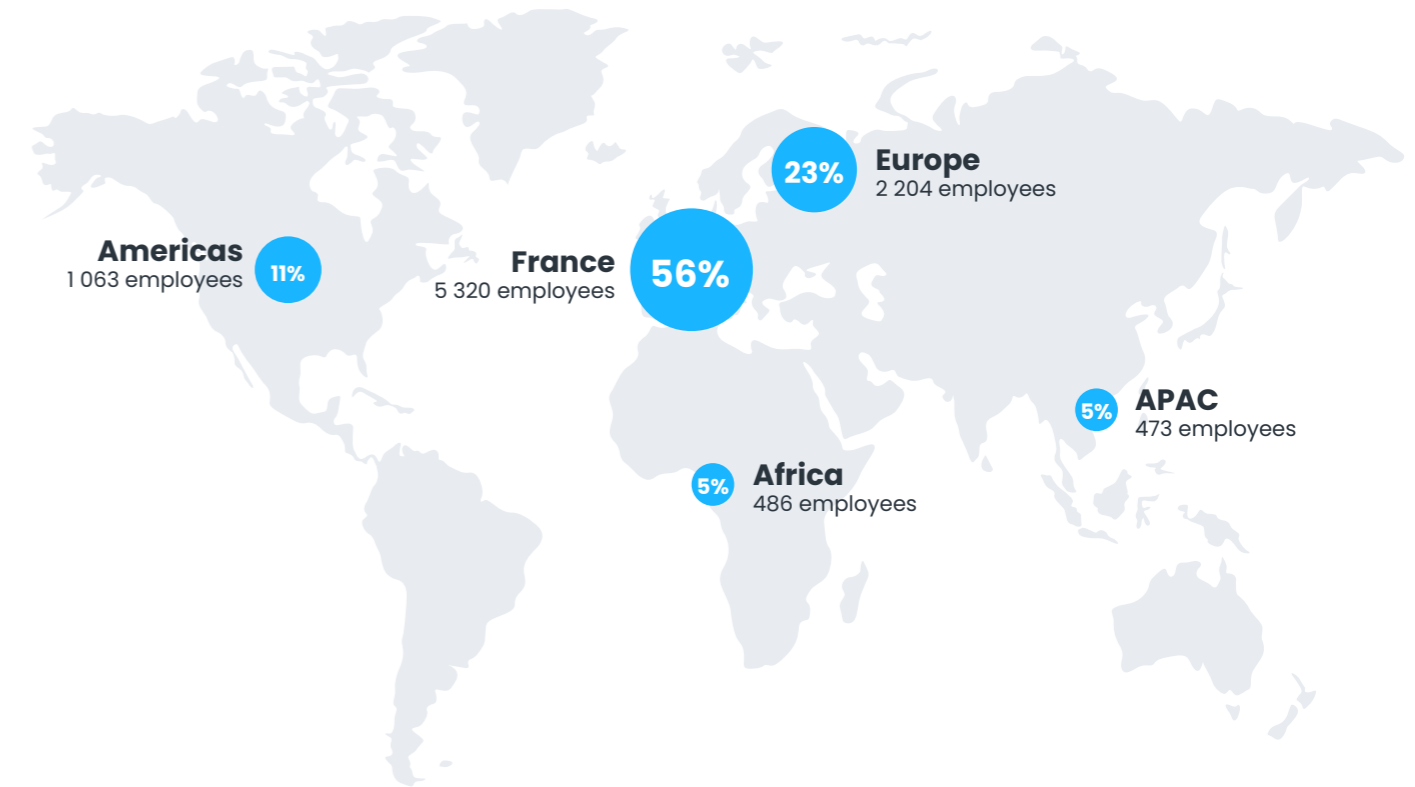 Europe
23%
2 204 employees
Americas
1 063 employees
11%
France
5 320 employees
56%
APAC
5%
473 employees
Africa
5%
486 employees